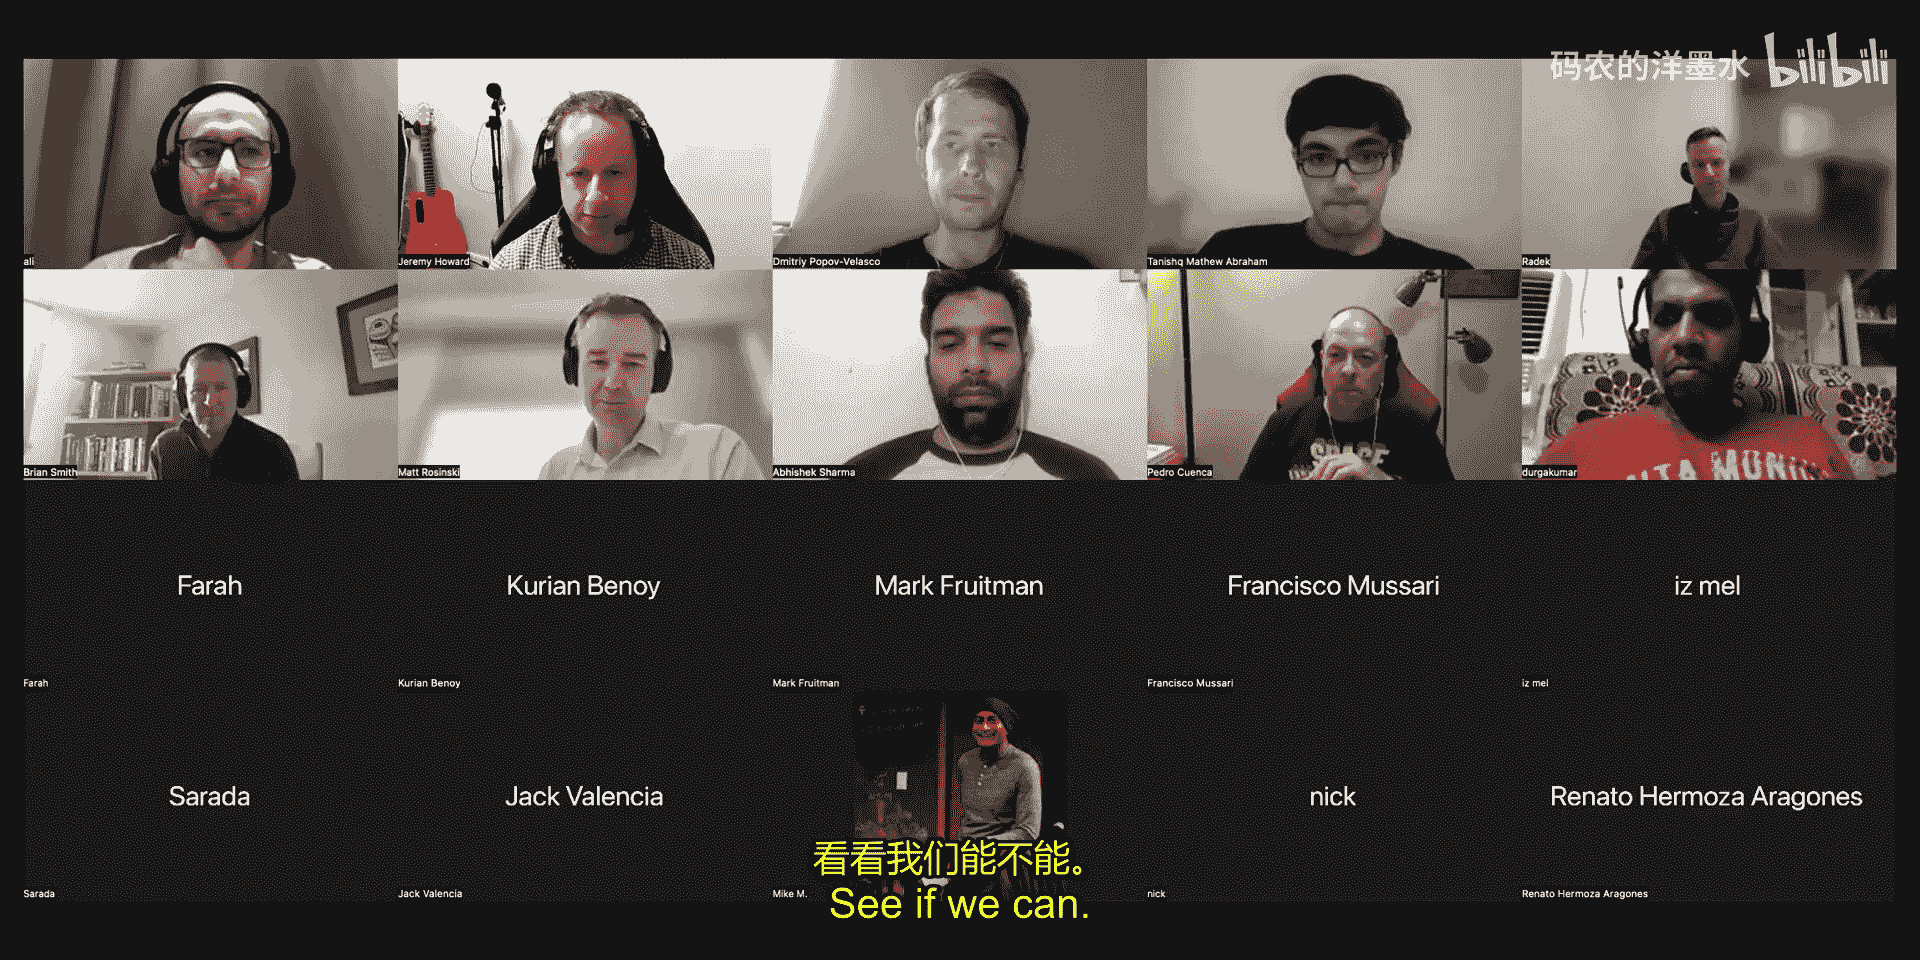 码农的洋墨水 bilibili
ali
Jeremy Howard
Dmitriy Popov-Velasco
Tanishq Mathew Abraham
Radek
Brian Smith
Matt Rosinski
Abhishek Sharma
SPACE
Pedro Cuenca
durgakumar
Farah
Kurian Benoy
Mark Fruitman
Francisco Mussari
iz mel
Farah
Kurian Benoy
Mark Fruitman
Francisco Mussari
iz mel
Sarada
Jack Valencia
nick
Renato Hermoza Aragones
Sarada
Jack Valencia
Mike M.
nick
Renato Hermoza Aragones
看看我们能不能。
See if we can.